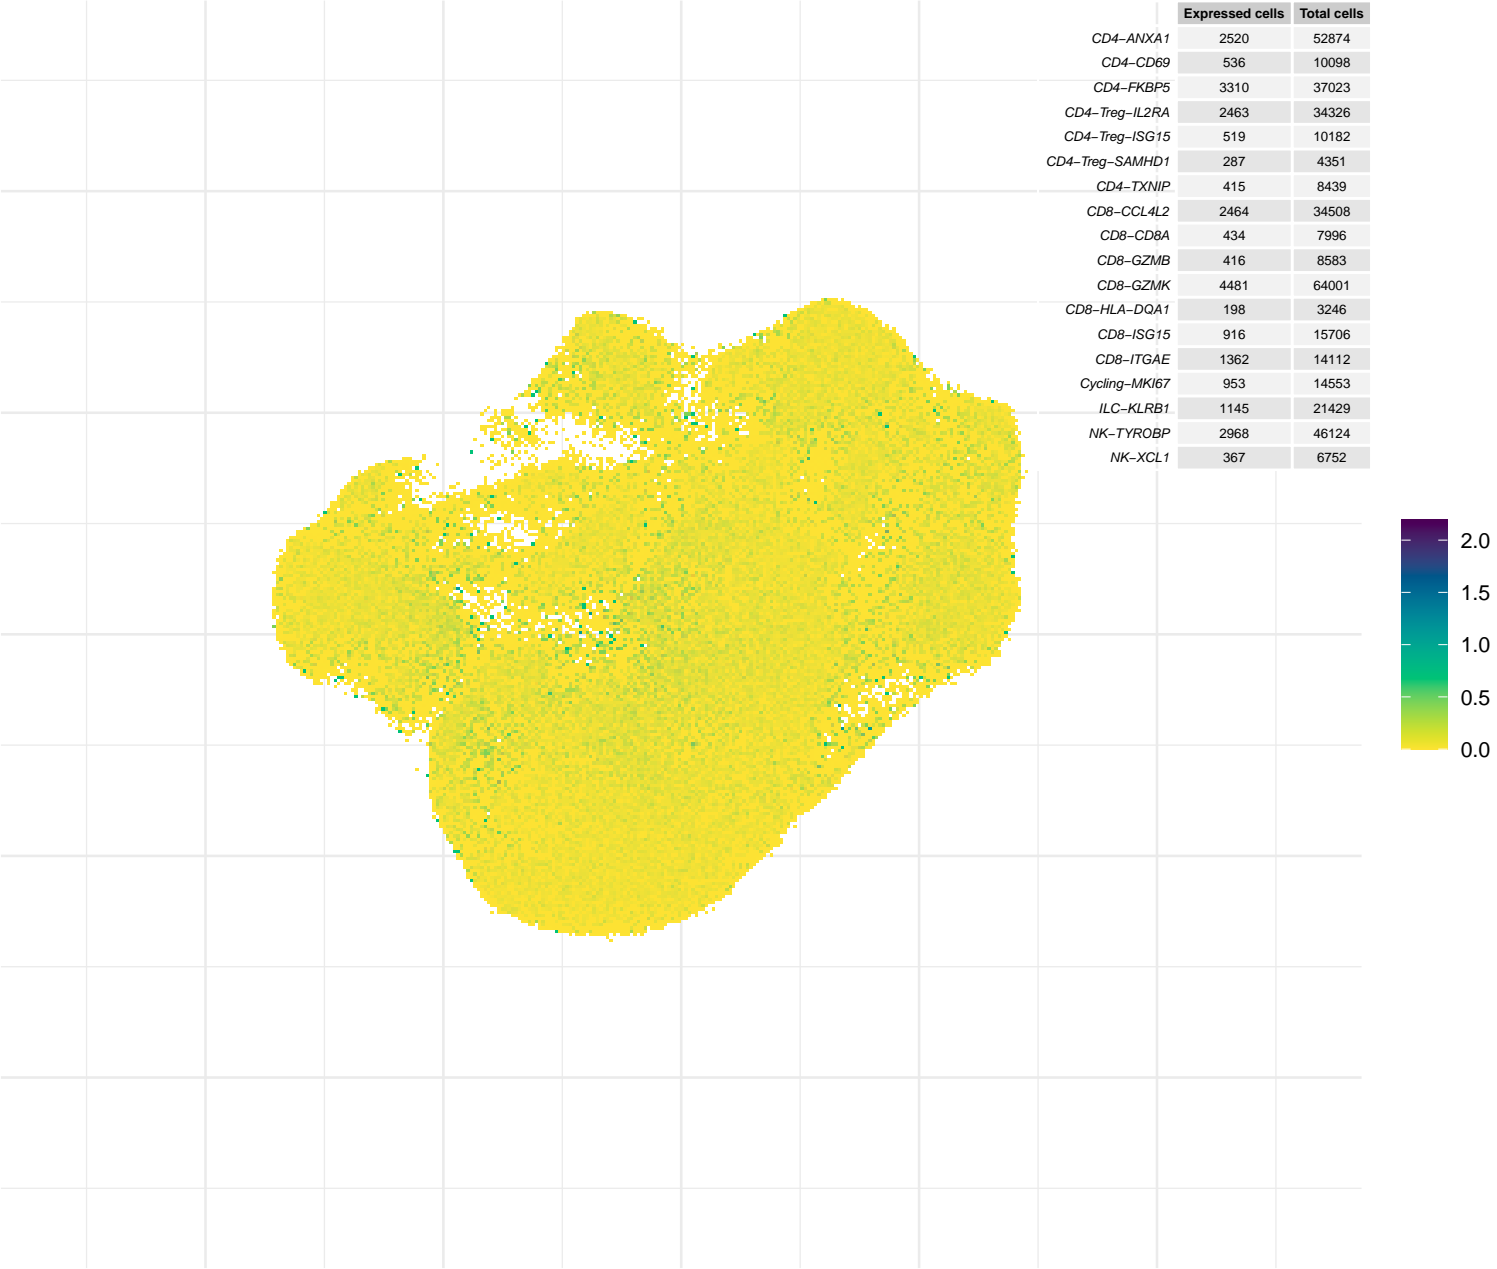 Expressed cells Total cells
CD4−ANXA1 2520 52874
CD4−CD69 536 10098
CD4−FKBP5 3310 37023
CD4−Treg−IL2RA 2463 34326
CD4−Treg−ISG15 519 10182
CD4−Treg−SAMHD1 287 4351
CD4−TXNIP 415 8439
CD8−CCL4L2 2464 34508
CD8−CD8A 434 7996
CD8−GZMB 416 8583
CD8−GZMK 4481 64001
CD8−HLA−DQA1 198 3246
CD8−ISG15 916 15706
CD8−ITGAE 1362 14112
Cycling−MKI67 953 14553
ILC−KLRB1 1145 21429
NK−TYROBP 2968 46124
NK−XCL1 367 6752
2.0
1.5
1.0
0.5
0.0